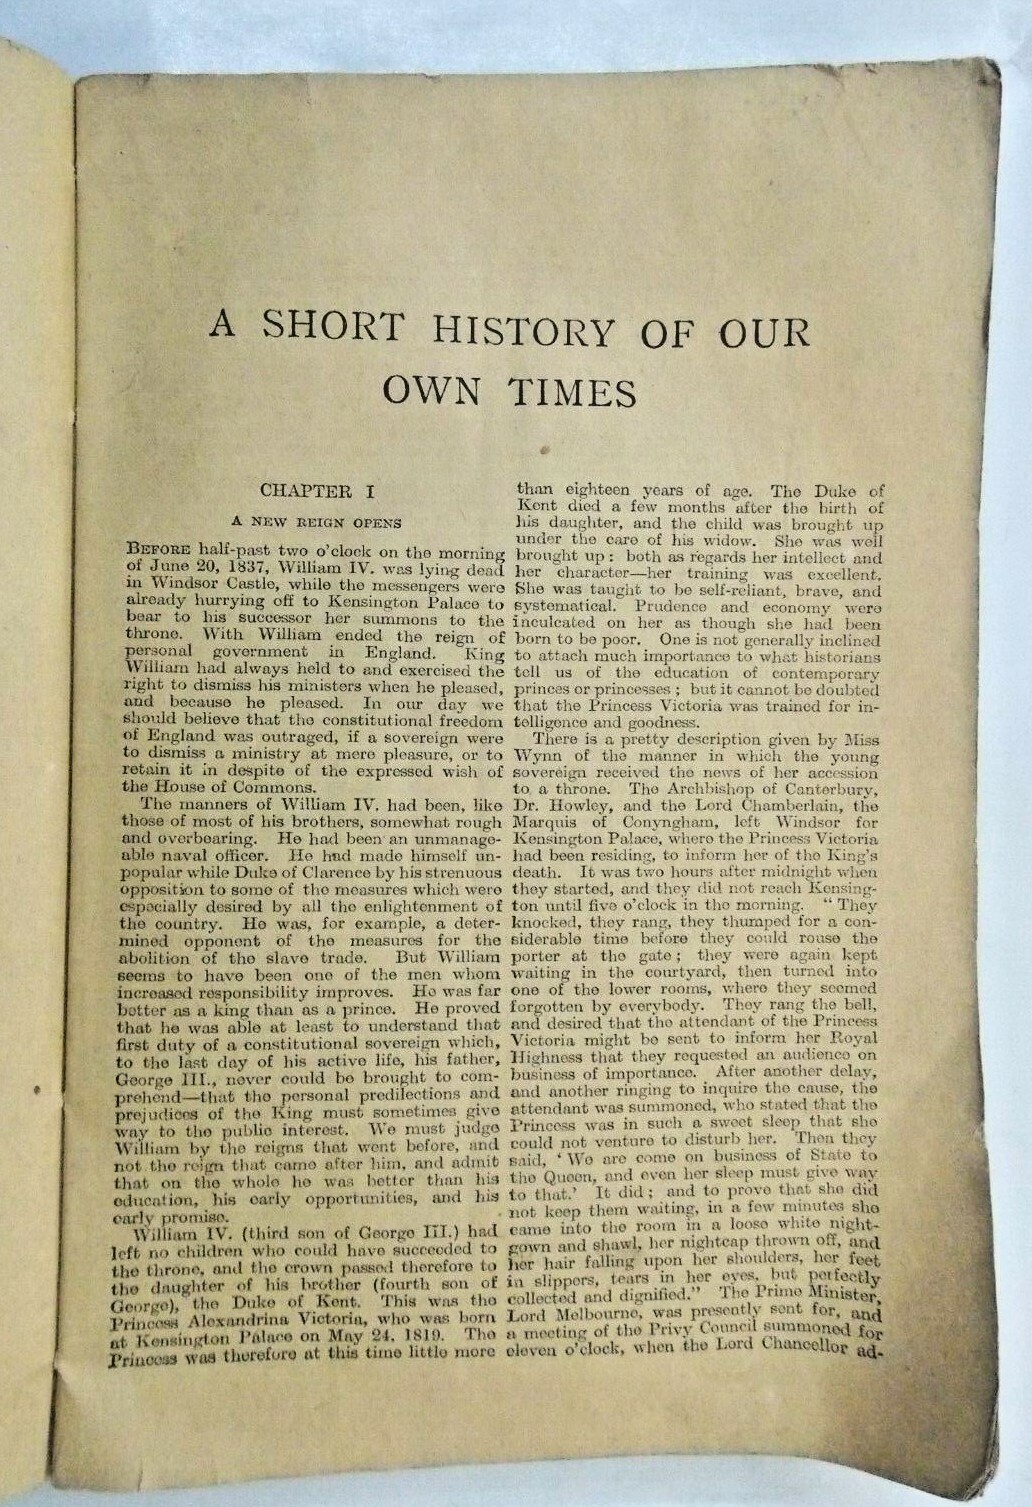 A SHORT HISTORY OF OUR
OWN TIMES
CHAPTER I
A NEW REIGN OPENS
BEFORE half-past two o'clock on the morning
of June 20, 1837, William IV. was lying dead
in Windsor Castle, while the messengers were
already hurrying off to Kensington Palace to
bear to his successor her summons to the
throne. With William ended the reign of
personal government in England. King
William had always held to and exercised the
right to dismiss his ministers when he pleased,
and because he pleased. In our day we
should believe that the constitutional freedom
of England was outraged, if a sovereign were
to dismiss a ministry at mere pleasure, or to
retain it in despite of the expressed wish of
the House of Commons.
The manners of William IV. had been, like
those of most of his brothers, somewhat rough
and overbearing. He had been an unmanage-
able naval officer. He had made himself un-
popular while Duke of Clarence by his strenuous
opposition to some of the measures which were
especially desired by all the enlightenment of
the country. He was, for example, a deter-
mined opponent of the measures for the
abolition of the slave trade. But William
seems to have been one of the men whom
increased responsibility improves. He was far
better as a king than as a prince. He proved
that he was able at least to understand that
first duty of a constitutional sovereign which,
to the last day of his active life, his father,
George III., never could be brought to com-
prehend—that the personal predilections and
prejudices of the King must sometimes give
way to the public interest. We must judge
William by the reigns that went before, and
not the reign that came after him, and admit
that on the whole he was better than his
education, his early opportunities, and his
early promise.
William IV. (third son of George III.) had
left no children who could have succeeded to
the throne, and the crown passed therefore to
the daughter of his brother (fourth son of
George), the Duke of Kent. This was the
Princess Alexandrina Victoria, who was born
at Kensington Palace on May 24, 1819. The
Princess was therefore at this time little more
than eighteen years of age. The Duke of
Kent died a few months after the birth of
his daughter, and the child was brought up
under the care of his widow. She was well
brought up : both as regards her intellect and
her character—her training was excellent.
She was taught to be self-reliant, brave, and
systematical. Prudence and economy were
inculcated on her as though she had been
born to be poor. One is not generally inclined
to attach much importance to what historians
tell us of the education of contemporary
princes or princesses ; but it cannot be doubted
that the Princess Victoria was trained for in-
telligence and goodness.
There is a pretty description given by Miss
Wynn of the manner in which the young
sovereign received the news of her accession
to a throne. The Archbishop of Canterbury,
Dr. Howley, and the Lord Chamberlain, the
Marquis of Conyngham, left Windsor for
Kensington Palace, where the Princess Victoria
had been residing, to inform her of the King's
death. It was two hours after midnight when
they started, and they did not reach Kensing-
ton until five o'clock in the morning. " They
knocked, they rang, they thumped for a con-
siderable time before they could rouse the
porter at the gate ; they were again kept
waiting in the courtyard, then turned into
one of the lower rooms, where they seemed
forgotten by everybody. They rang the bell,
and desired that the attendant of the Princess
Victoria might be sent to inform her Royal
Highness that they requested an audience on
business of importance. After another delay,
and another ringing to inquire the cause, the
attendant was summoned, who stated that the
Princess was in such a sweet sleep that she
could not venture to disturb her. Then they
said, ' We are come on business of State to
the Queen, and even her sleep must give way
to that.' It did ; and to prove that she did
not keep them waiting, in a few minutes she
came into the room in a loose white night-
gown and shawl, her nightcap thrown off, and
her hair falling upon her shoulders, her feet
in slippers, tears in her eyes, but perfectly
collected and dignified." The Prime Minister,
Lord Melbourne, was presently sent for, and
a meeting of the Privy Council summoned for
eleven o'clock, when the Lord Chancellor ad-